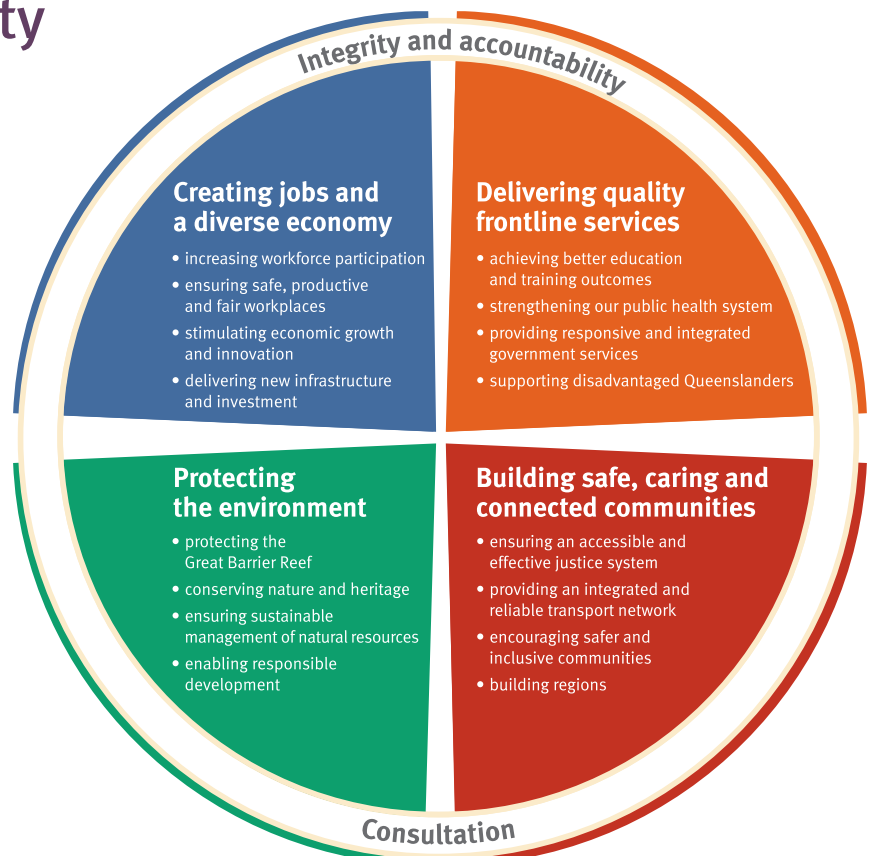 ty
Integrity and accountability
Creating jobs and
a diverse economy
• increasing workforce participation
• ensuring safe, productive
and fair workplaces
• stimulating economic growth
and innovation
• delivering new infrastructure
and investment
Delivering quality
frontline services
• achieving better education
and training outcomes
• strengthening our public health system
• providing responsive and integrated
government services
• supporting disadvantaged Queenslanders
Protecting
the environment
• protecting the
Great Barrier Reef
• conserving nature and heritage
• ensuring sustainable
management of natural resources
• enabling responsible
development
Building safe, caring and
connected communities
• ensuring an accessible and
effective justice system
• providing an integrated and
reliable transport network
• encouraging safer and
inclusive communities
• building regions
Consultation